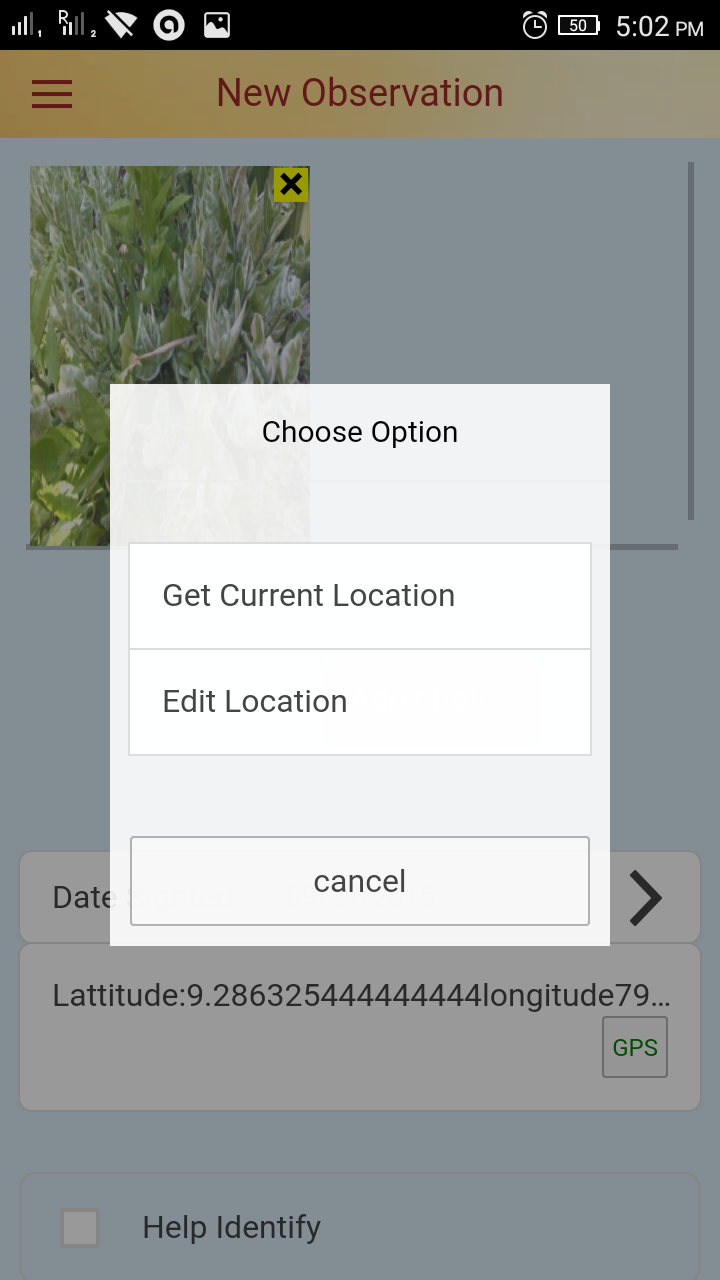 R 1 2 50 5:02 PM
New Observation
Choose Option
Get Current Location
Edit Location
cancel
Date
Lattitude:9.286325444444444longitude79...
GPS
Help Identify